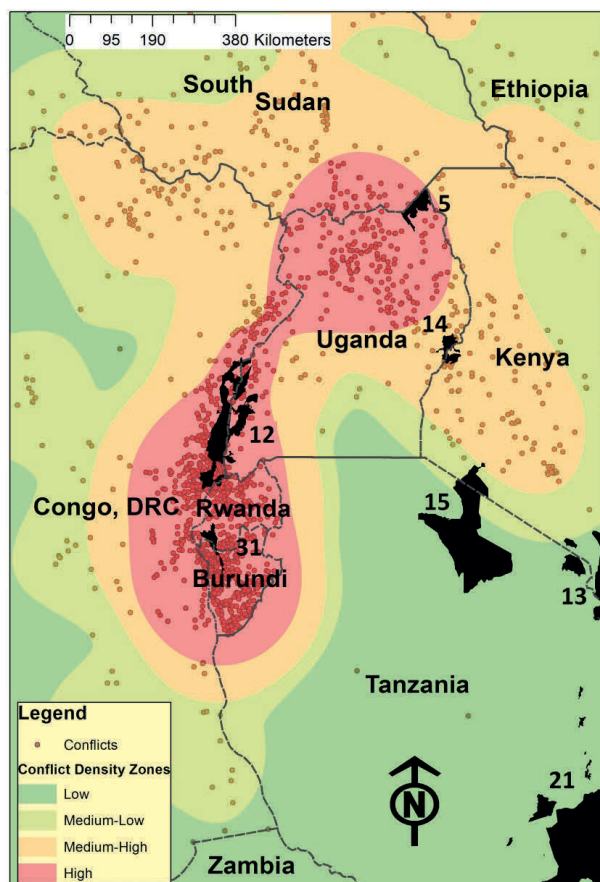 0 95 190 380 Kilometers
South
Sudan
Ethiopia
5
14
Uganda
Kenya
12
Congo, DRC
Rwanda
15
31
Burundi
13
Tanzania
Legend
Conflicts
Conflict Density Zones
Low
Medium-Low
Medium-High
High
N
21
Zambia